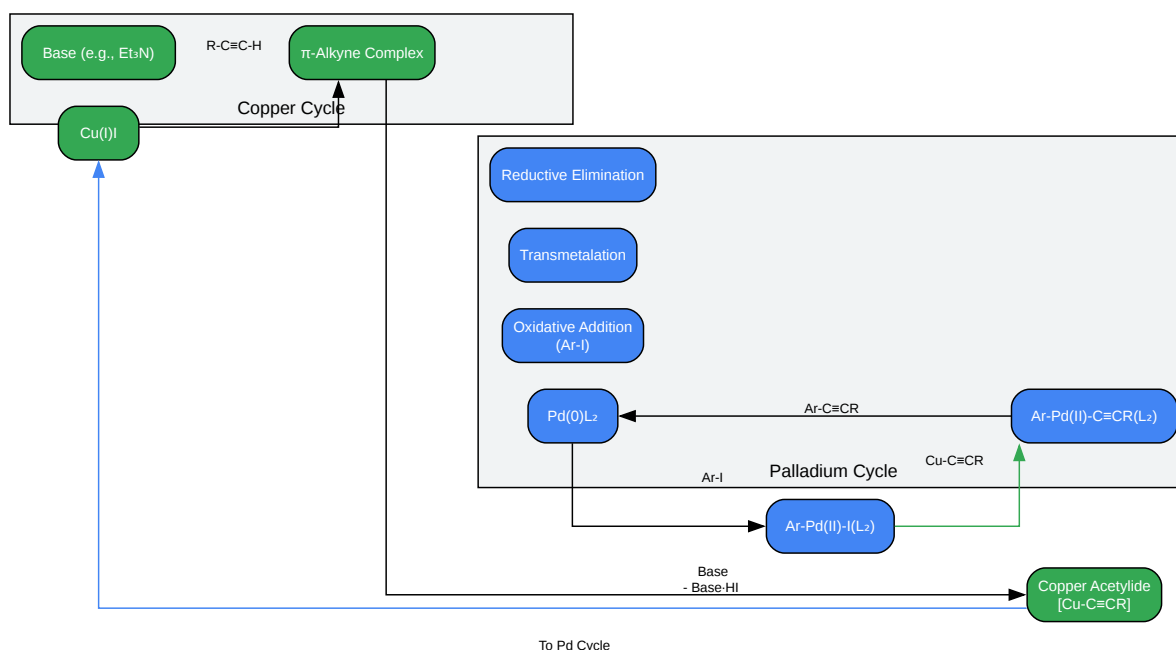 Base (e.g., Et₃N)
R-C≡C-H
π-Alkyne Complex
Copper Cycle
Cu(I)I
Reductive Elimination
Transmetalation
Oxidative Addition
(Ar-I)
Pd(0)L₂
Ar-C≡CR
Ar-Pd(II)-C≡CR(L₂)
Cu-C≡CR
Palladium Cycle
Ar-I
Ar-Pd(II)-I(L₂)
Base
- Base·HI
Copper Acetylide
[Cu-C≡CR]
To Pd Cycle